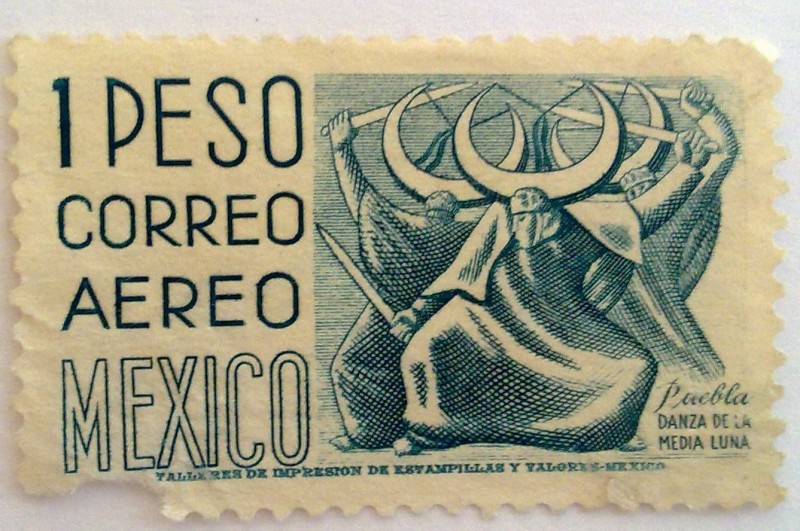 1 PESO
CORREO
AEREO
MEXICO
Puebla
DANZA DE LA
MEDIA LUNA
TALLERES DE IMPRESION DE ESTAMPILLAS Y VALORES-MEXICO